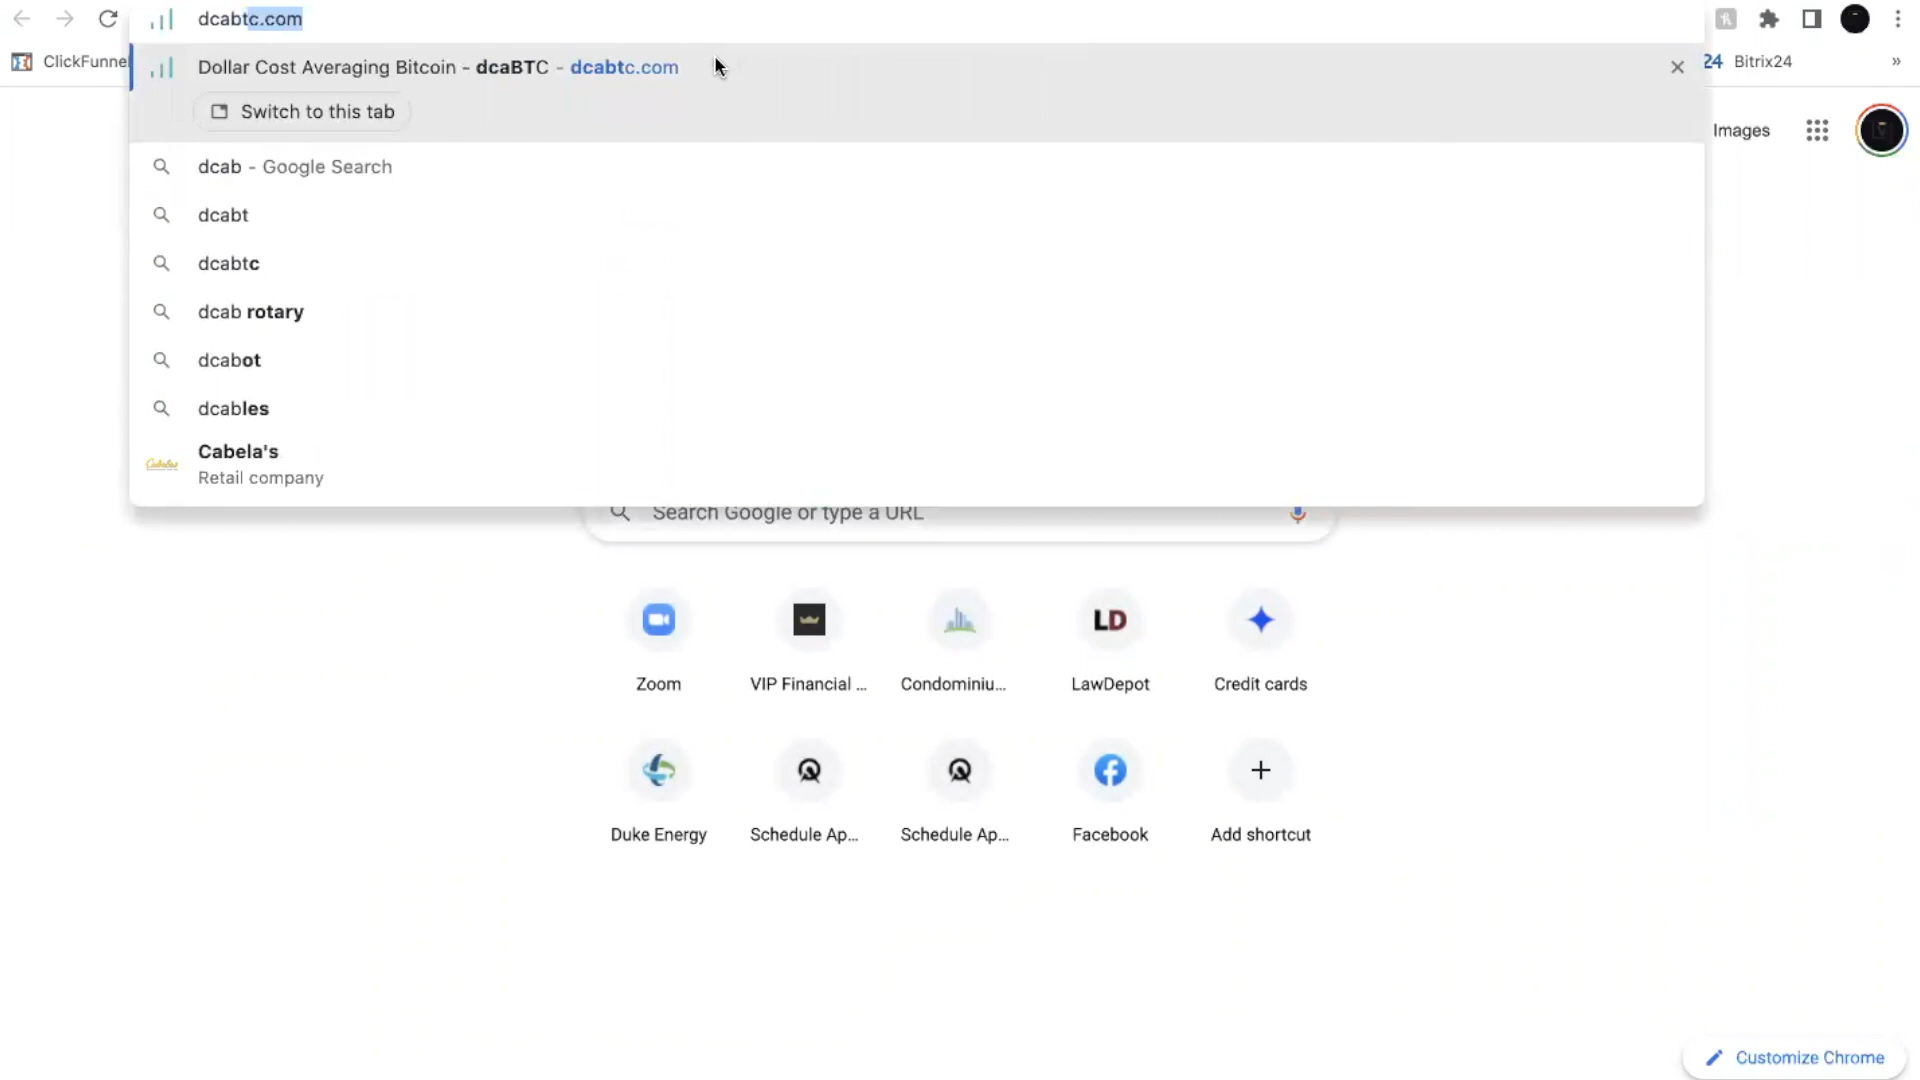 dcabtc.com
ClickFunnel
Dollar Cost Averaging Bitcoin - dcaBTC - dcabtc.com
24 Bitrix24
»
Switch to this tab
Images
dcab - Google Search
dcabt
dcabtc
dcab rotary
dcabot
dcables
Cabela's
Cabela's
Retail company
Search Google or type a URL
LD
Zoom
VIP Financial ...
Condominiu...
LawDepot
Credit cards
Duke Energy
Schedule Ap...
Schedule Ap...
Facebook
Add shortcut
Customize Chrome